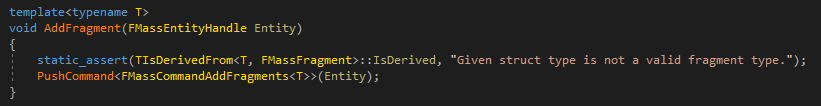 template<typename T>
void AddFragment(FMassEntityHandle Entity)
{
    static_assert(TIsDerivedFrom<T, FMassFragment>::IsDerived, "Given struct type is not a valid fragment type.");
    PushCommand<FMassCommandAddFragments<T>>(Entity);
}